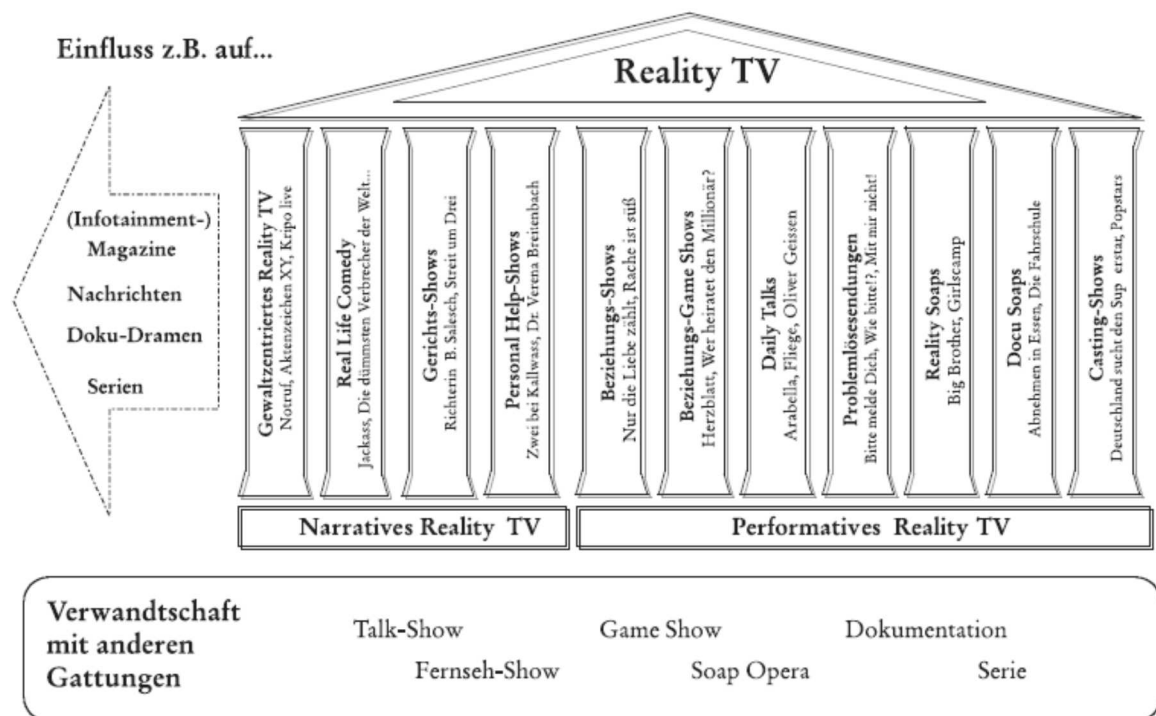 Einfluss z.B. auf...
Reality TV
(Infotainment-)
Magazine
Nachrichten
Doku-Dramen
Serien
Gewaltzentriertes Reality TV
Notruf, Aktenzeichen XY, Kripo live
Real Life Comedy
Jackass, Die dümmsten Verbrecher der Welt...
Gerichts-Shows
Richterin B. Salesch, Streit um Drei
Personal Help-Shows
Zwei bei Kallwass, Dr. Verena Breitenbach
Beziehungs-Shows
Nur die Liebe zählt, Rache ist süß
Beziehungs-Game Shows
Herzblatt, Wer heiratet den Millionär?
Daily Talks
Arabella, Fliege, Oliver Geissen
Problemlösesendungen
Bitte melde Dich, Wie bitte!?, Mit mir nicht!
Reality Soaps
Big Brother, Girlscamp
Docu Soaps
Abnehmen in Essen, Die Fahrschule
Casting-Shows
Deutschland sucht den Sup erstar, Popstars
Narratives Reality TV
Performatives Reality TV
Verwandtschaft
mit anderen
Gattungen
Talk-Show
Game Show
Dokumentation
Fernseh-Show
Soap Opera
Serie